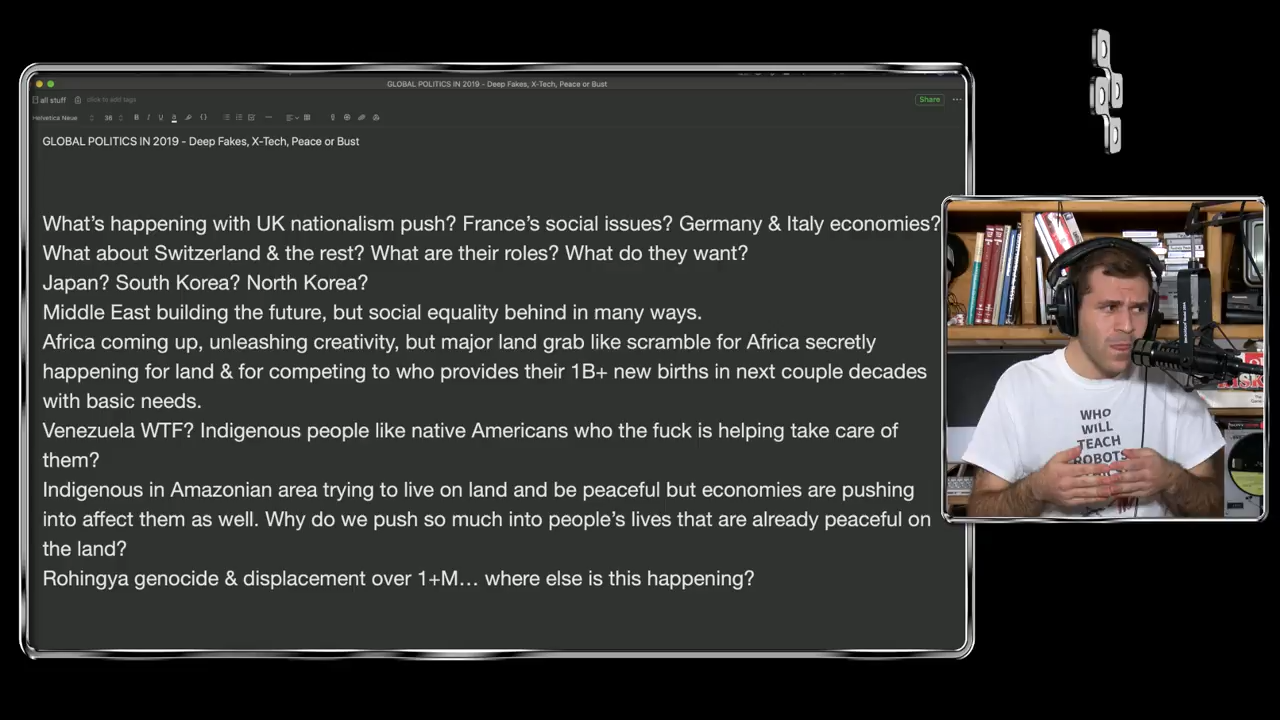 GLOBAL POLITICS IN 2019 - Deep Fakes, X-Tech, Peace or Bust
all stuff
click to add tags
Share
Helvetica Neue
36
GLOBAL POLITICS IN 2019 - Deep Fakes, X-Tech, Peace or Bust
What's happening with UK nationalism push? France's social issues? Germany & Italy economies?
What about Switzerland & the rest? What are their roles? What do they want?
Japan? South Korea? North Korea?
Middle East building the future, but social equality behind in many ways.
Africa coming up, unleashing creativity, but major land grab like scramble for Africa secretly
happening for land & for competing to who provides their 1B+ new births in next couple decades
with basic needs.
Venezuela WTF? Indigenous people like native Americans who the fuck is helping take care of
them?
Indigenous in Amazonian area trying to live on land and be peaceful but economies are pushing
into affect them as well. Why do we push so much into people's lives that are already peaceful on
the land?
Rohingya genocide & displacement over 1+M… where else is this happening?
WHO
WILL
TEACH
ROBOTS